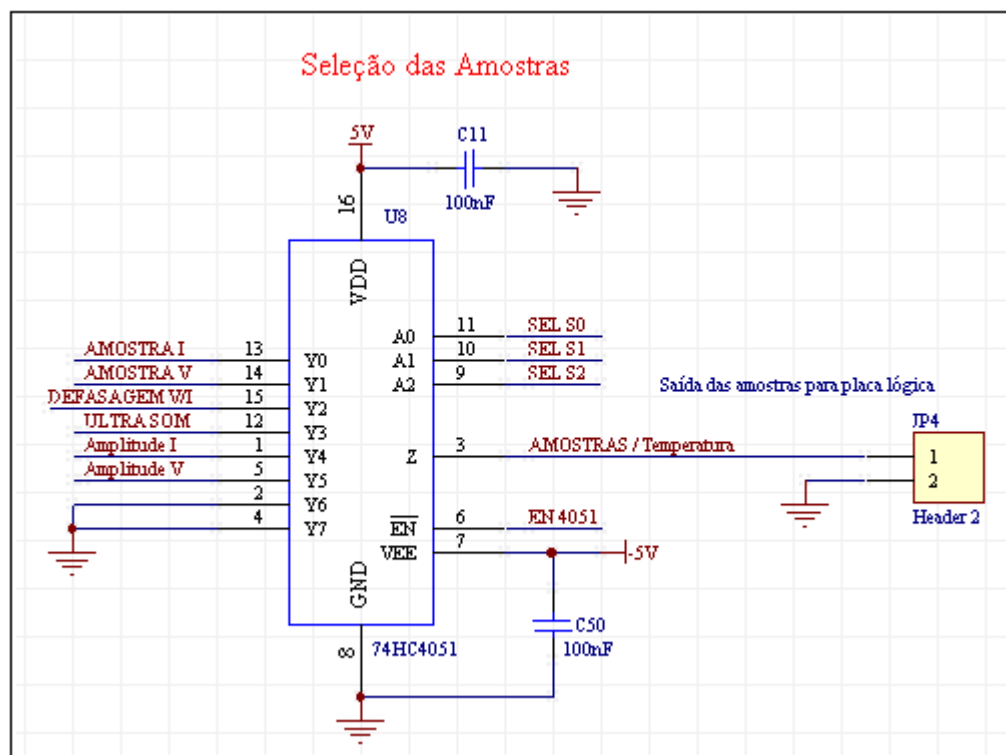 Seleção das Amostras
5V
C11
100nF
16
U8
VDD
A0 11 SEL S0
A1 10 SEL S1
A2 9 SEL S2
AMOSTRA I 13 Y0
AMOSTRA V 14 Y1
DEFASAGEM V/I 15 Y2
ULTRA SOM 12 Y3
Amplitude I 1 Y4
Amplitude V 5 Y5
2 Y6
4 Y7
Saída das amostras para placa lógica
JP4
Z 3 AMOSTRAS / Temperatura 1
2
Header 2
EN 6 EN 4051
VEE 7 -5V
GND
C50
100nF
8
74HC4051